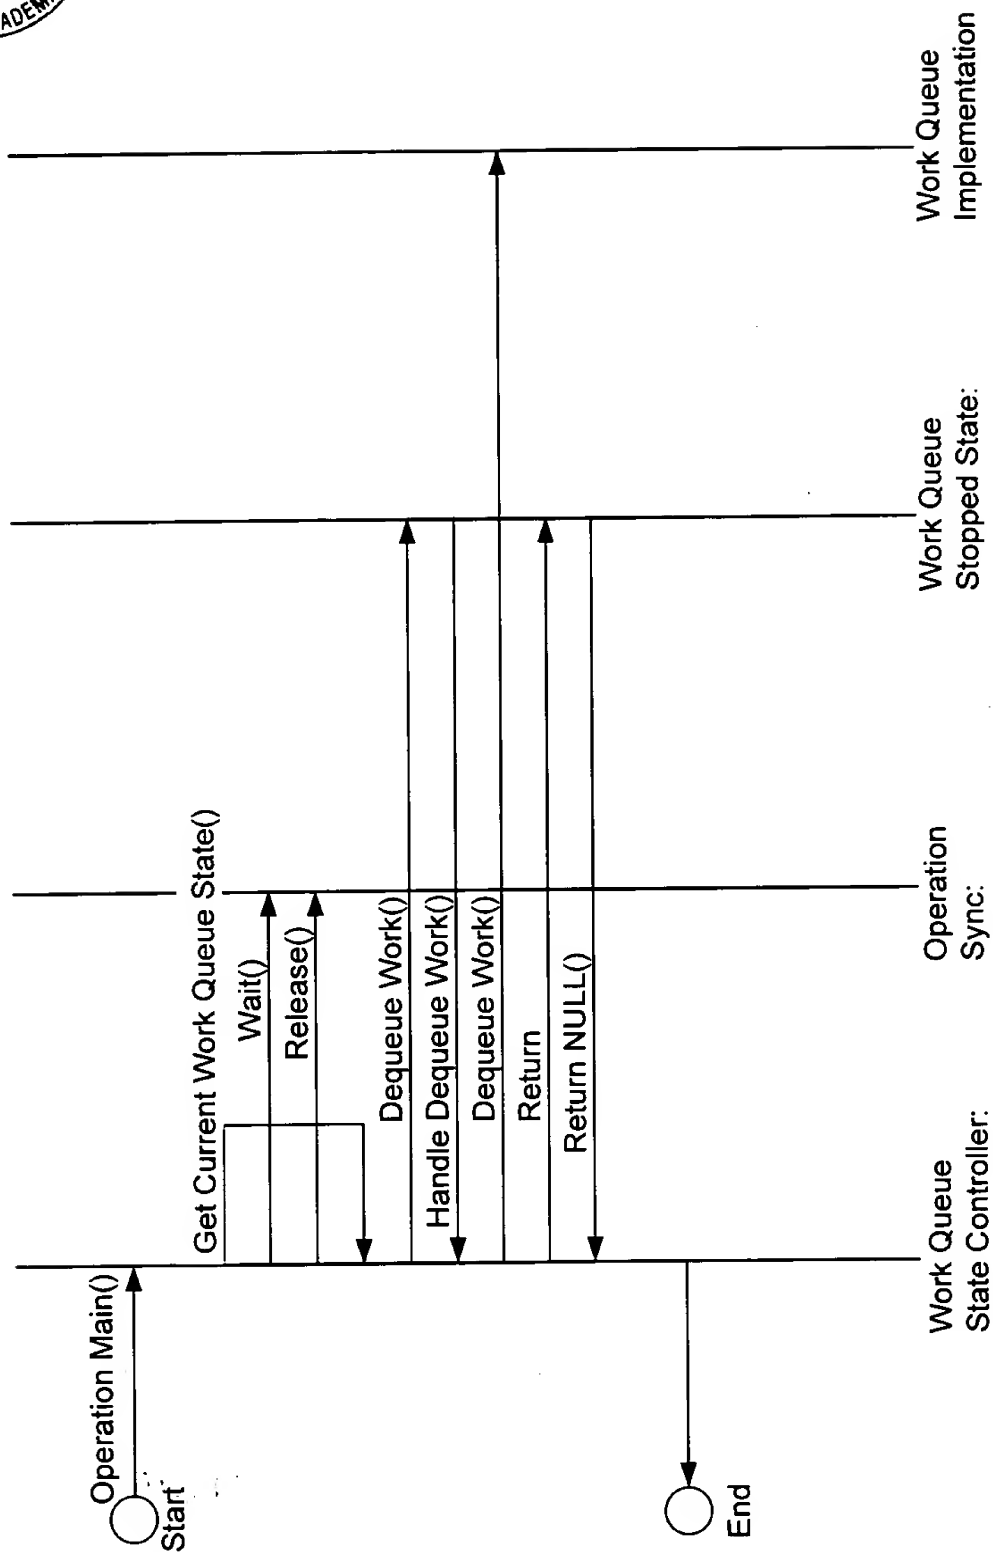 ADEM
Start
Operation Main()
Get Current Work Queue State()
Wait()
Release()
Dequeue Work()
Handle Dequeue Work()
Dequeue Work()
Return
Return NULL()
End
Work Queue
State Controller:
Operation
Sync:
Work Queue
Stopped State:
Work Queue
Implementation